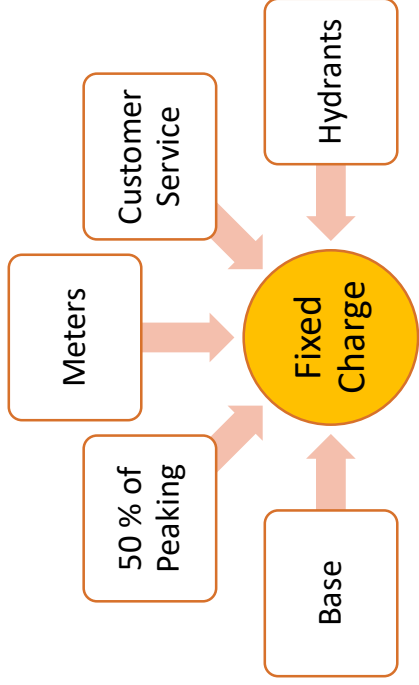 Base
50 % of
Peaking
Meters
Customer
Service
Hydrants
Fixed
Charge